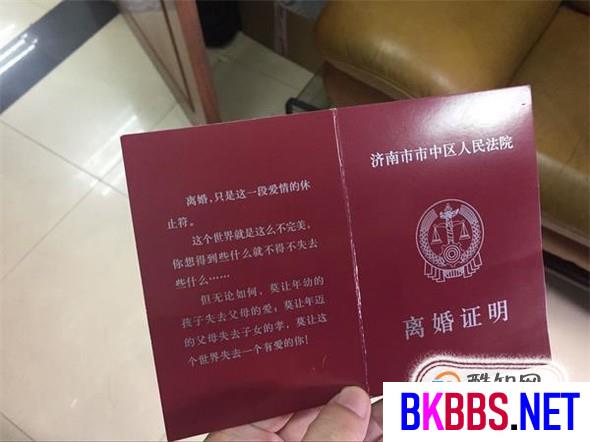 离婚，只是这一段爱情的休
止符。
这个世界就是这么不完美，
你想得到些什么就不得不失去
些什么……
但无论如何，莫让年幼的
孩子失去父母的爱；莫让年迈
的父母失去子女的孝，莫让这
个世界失去一个有爱的你！
济南市市中区人民法院
离婚证明
BKBBS.NET